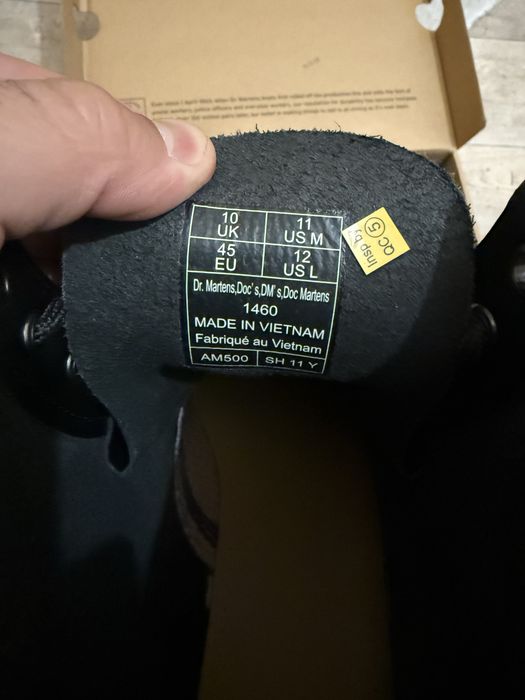 10
UK
11
US M
45
EU
12
US L
Dr. Martens,Doc's,DM's,Doc Martens
1460
MADE IN VIETNAM
Fabriqué au Vietnam
AM500
SH 11 Y
Insp by
QC 5